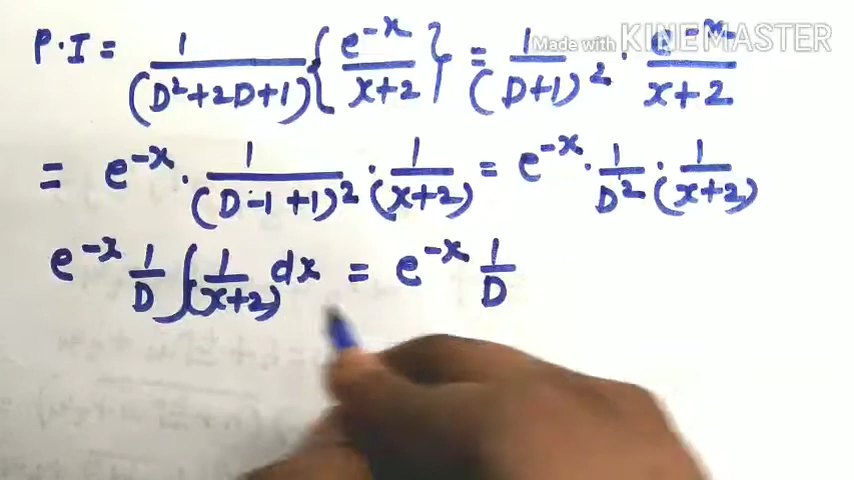 P.I = 1/(D²+2D+1) {e^-x/(x+2)} = 1/(D+1)² · e^-x/(x+2)
Made with KINEMASTER
= e^-x · 1/(D-1+1)² · 1/(x+2) = e^-x · 1/D² · 1/(x+2)
e^-x 1/D ∫ 1/(x+2) dx = e^-x 1/D